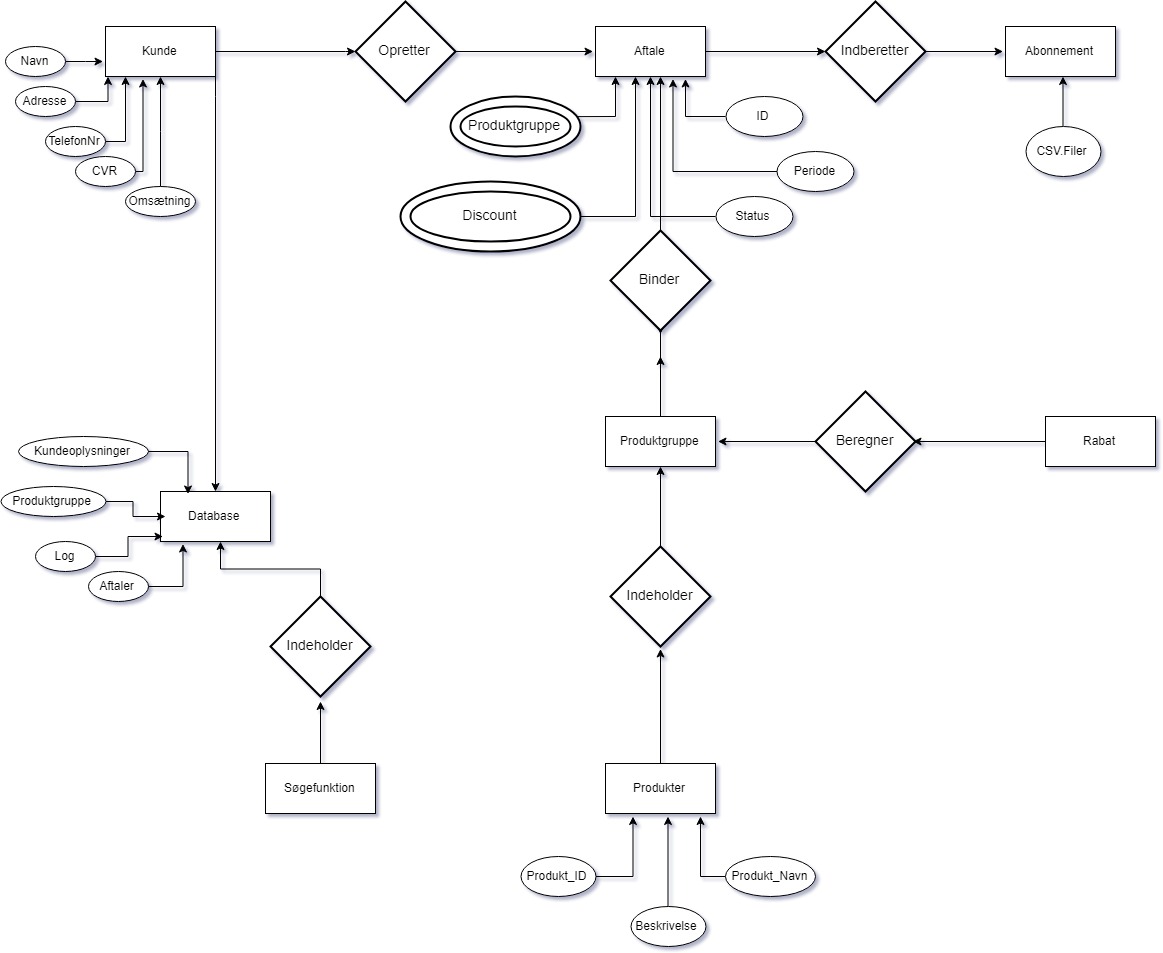 Kunde
Opretter
Aftale
Indberetter
Abonnement
Navn
Adresse
TelefonNr
CVR
Omsætning
Produktgruppe
Discount
ID
Periode
Status
CSV.Filer
Binder
Produktgruppe
Beregner
Rabat
Kundeoplysninger
Produktgruppe
Log
Aftaler
Database
Indeholder
Indeholder
Søgefunktion
Produkter
Produkt_ID
Produkt_Navn
Beskrivelse